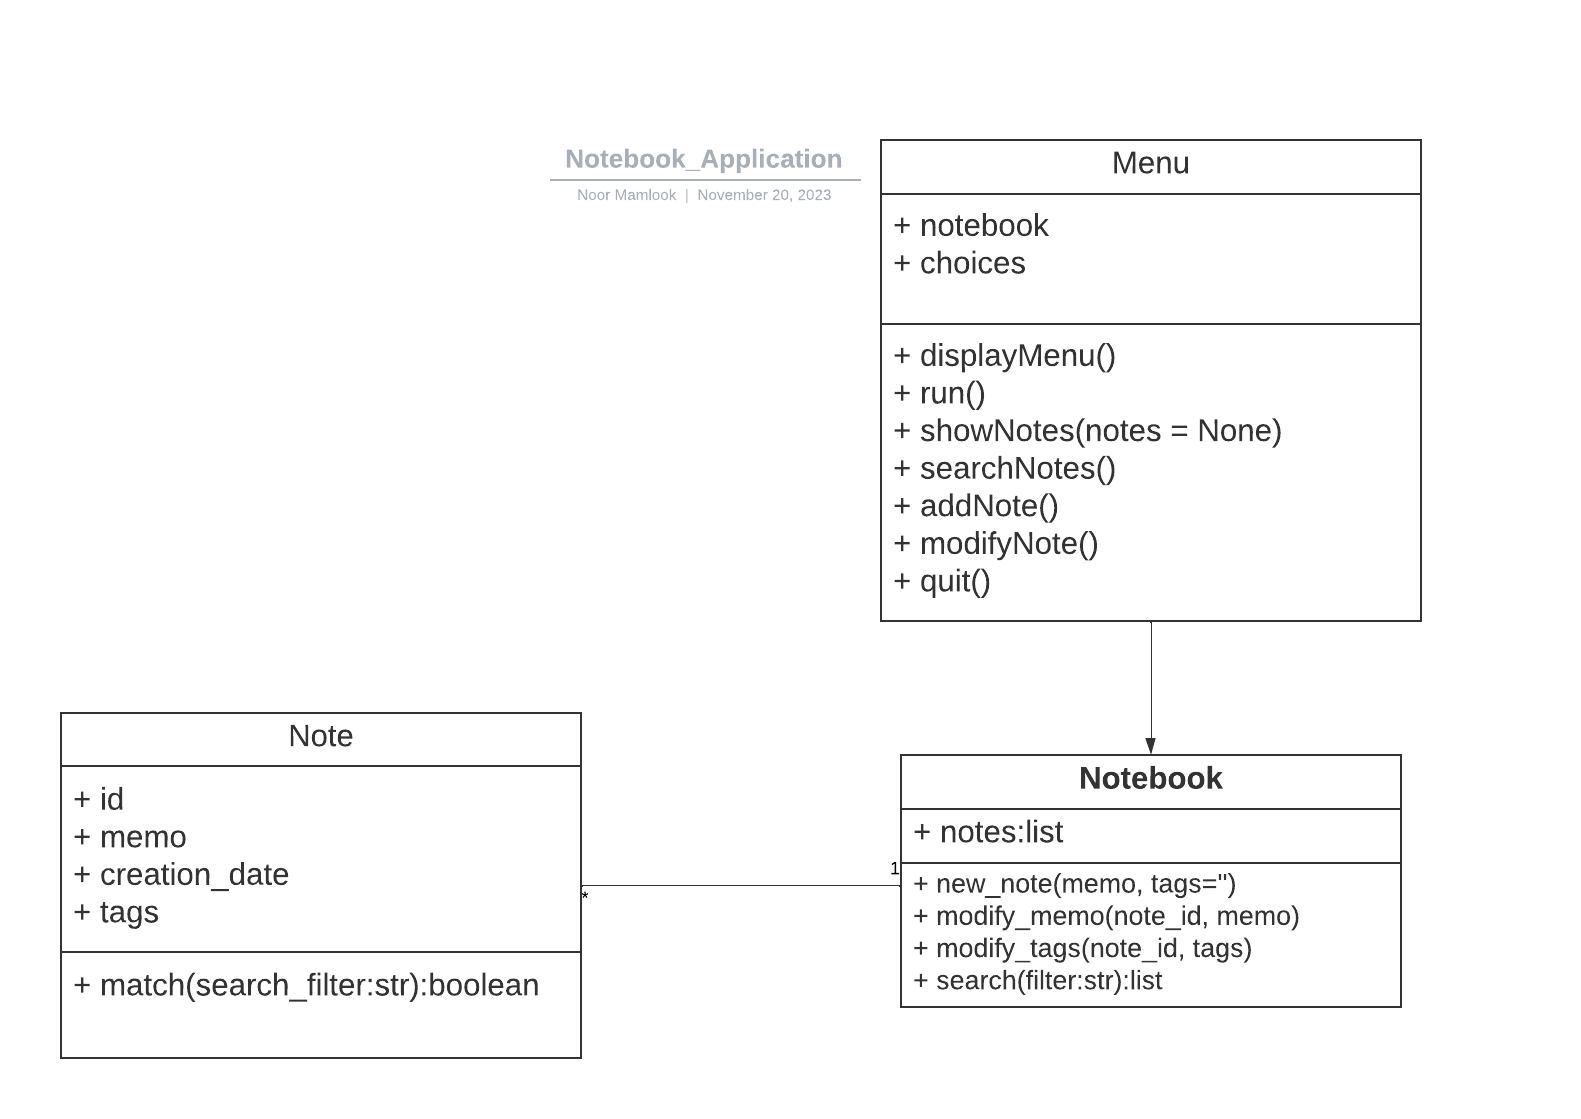 Notebook_Application
Noor Mamlook | November 20, 2023
Menu
+ notebook
+ choices
+ displayMenu()
+ run()
+ showNotes(notes = None)
+ searchNotes()
+ addNote()
+ modifyNote()
+ quit()
Note
+ id
+ memo
+ creation_date
+ tags
+ match(search_filter:str):boolean
*
1
Notebook
+ notes:list
+ new_note(memo, tags='')
+ modify_memo(note_id, memo)
+ modify_tags(note_id, tags)
+ search(filter:str):list